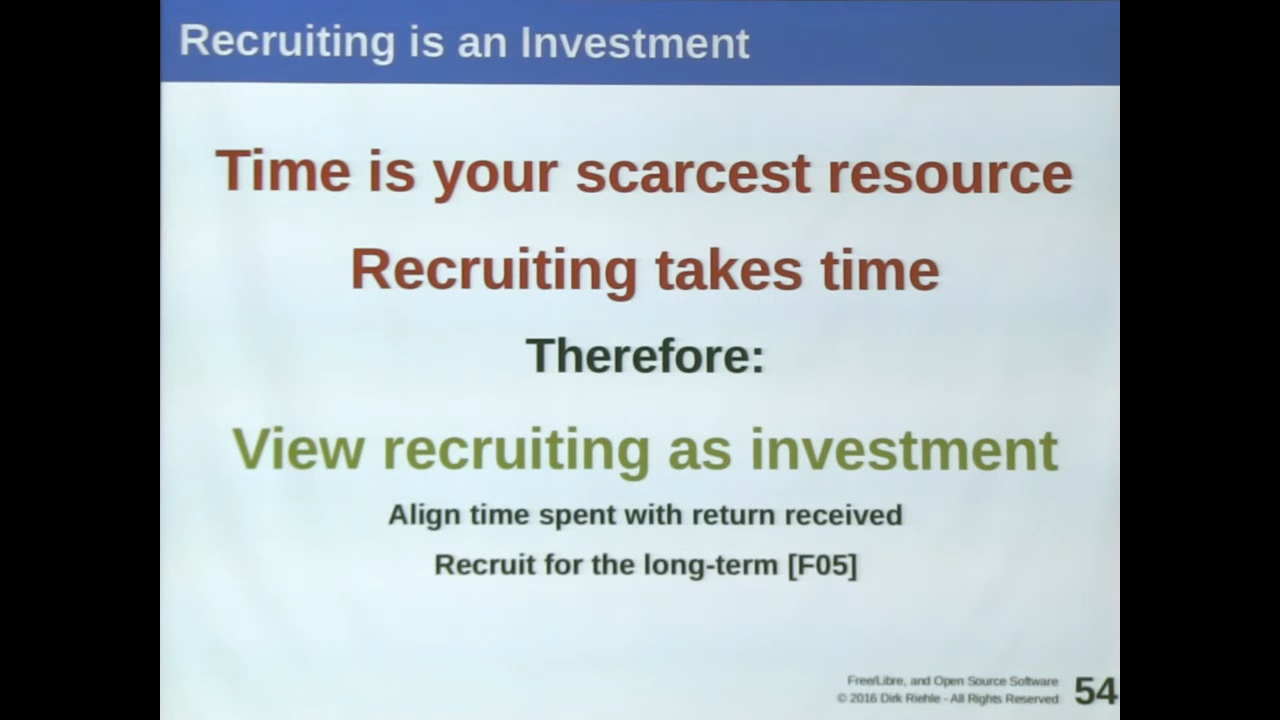 Recruiting is an Investment
Time is your scarcest resource
Recruiting takes time
Therefore:
View recruiting as investment
Align time spent with return received
Recruit for the long-term [F05]
Free/Libre, and Open Source Software
© 2016 Dirk Riehle - All Rights Reserved
54